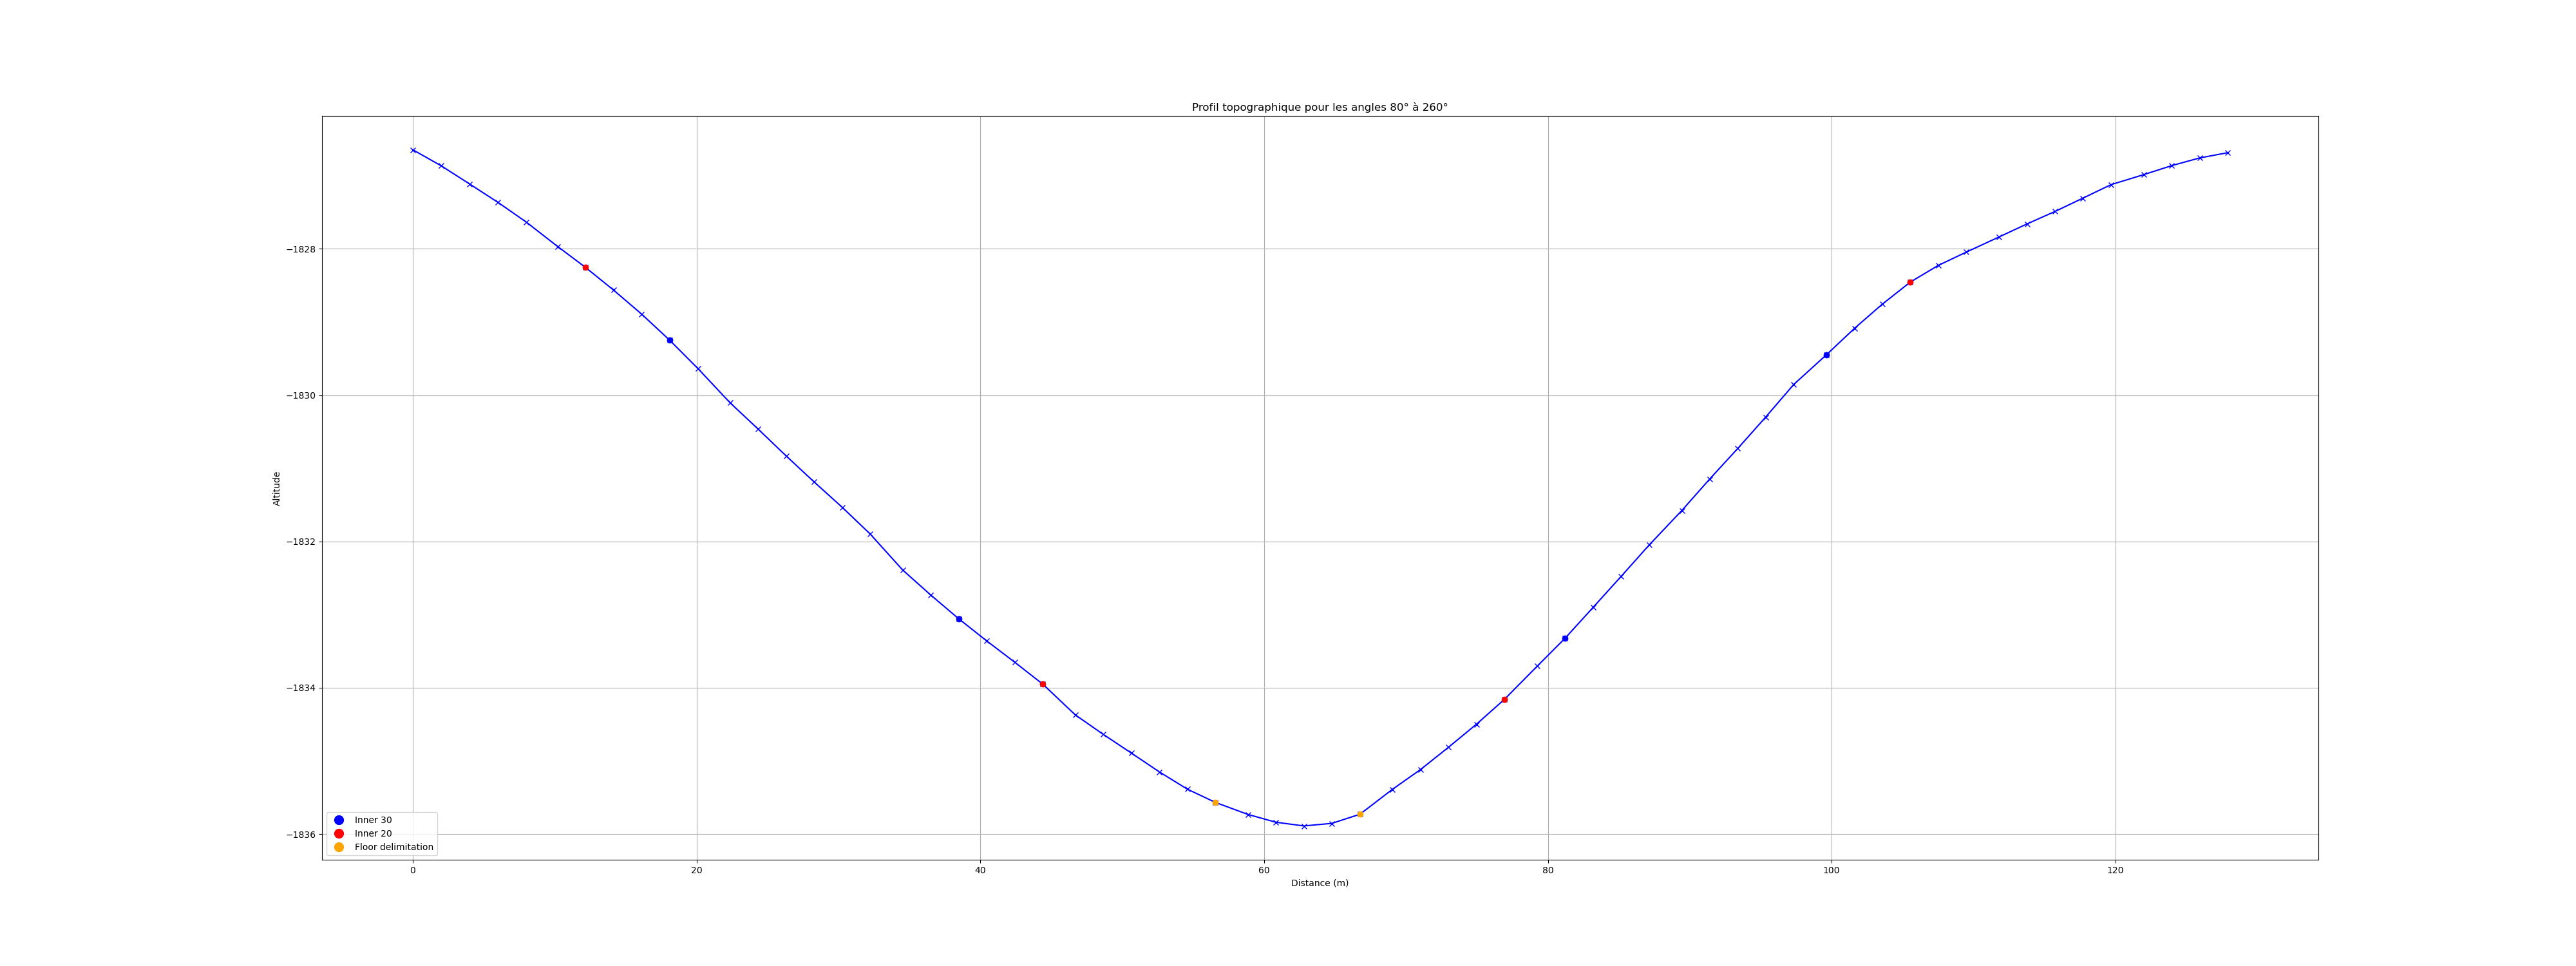 Profil topographique pour les angles 80° à 260°
Altitude
−1828
−1830
−1832
−1834
−1836
Inner 30
Inner 20
Floor delimitation
0
20
40
60
80
100
120
Distance (m)